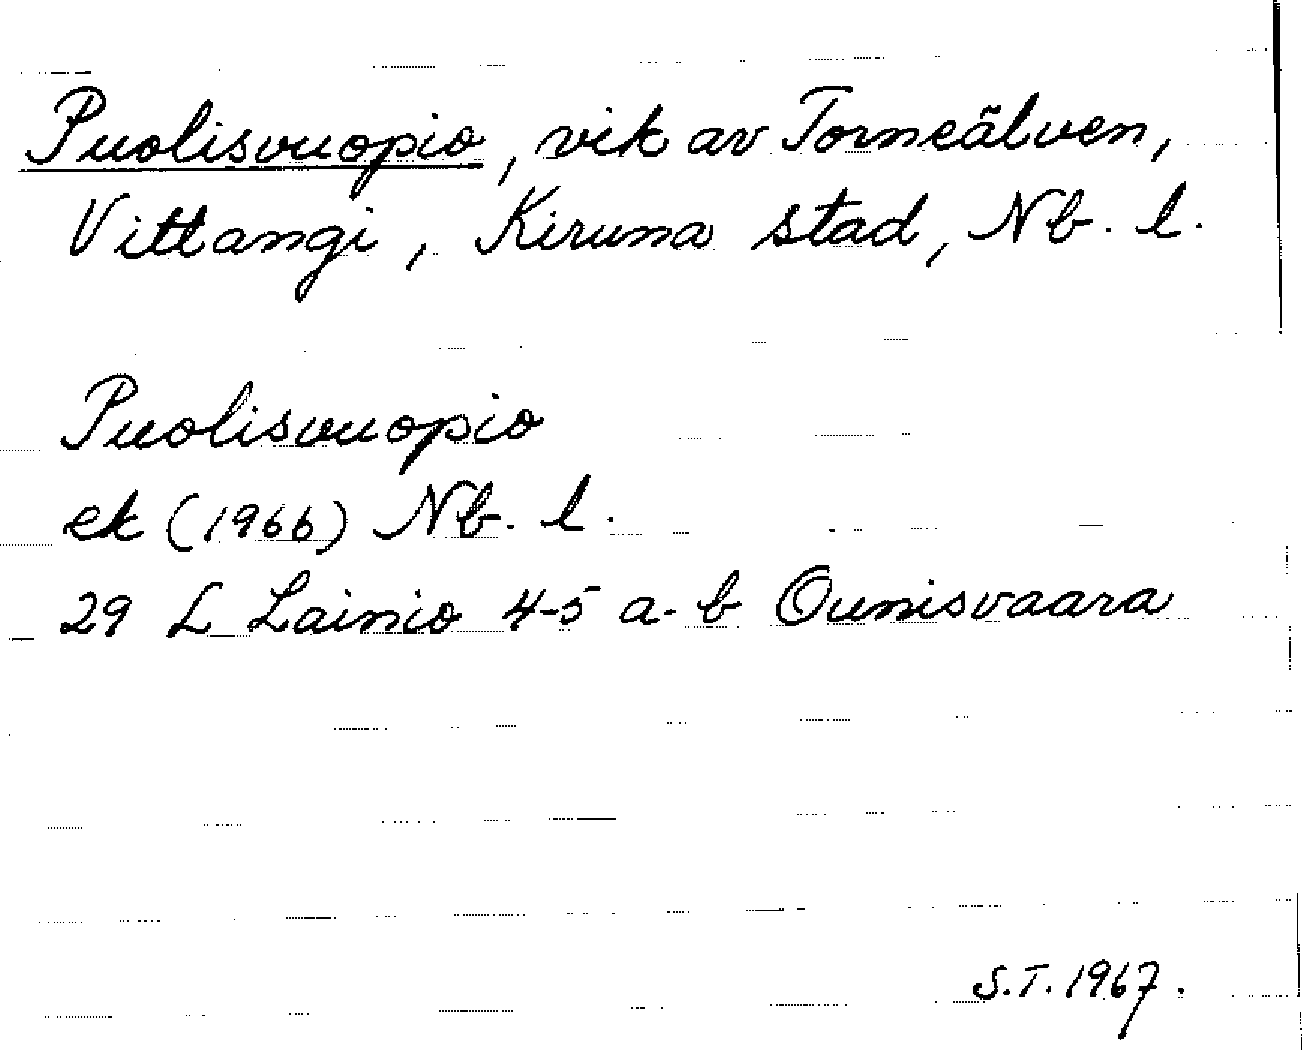 Puolisvuopio, vik av Torneälven,
Vittangi, Kiruna stad, Nb. l.
Puolisvuopio
ek (1966) Nb. l.
29 L Lainio 4-5 a-b Ounisvaara
S.T. 1967.